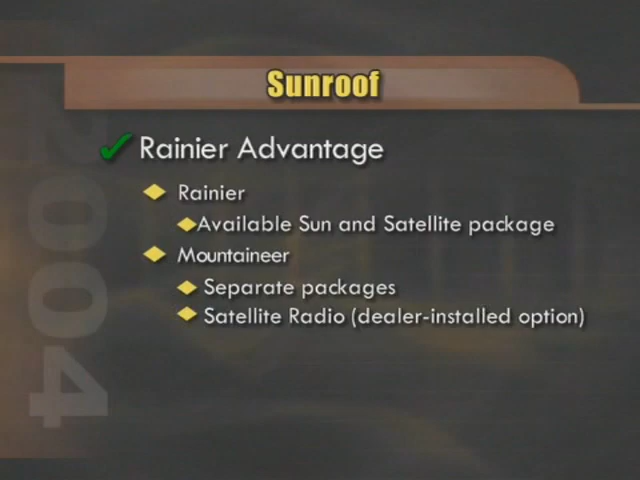 Sunroof
Rainier Advantage
Rainier
Available Sun and Satellite package
Mountaineer
Separate packages
Satellite Radio (dealer-installed option)
2004